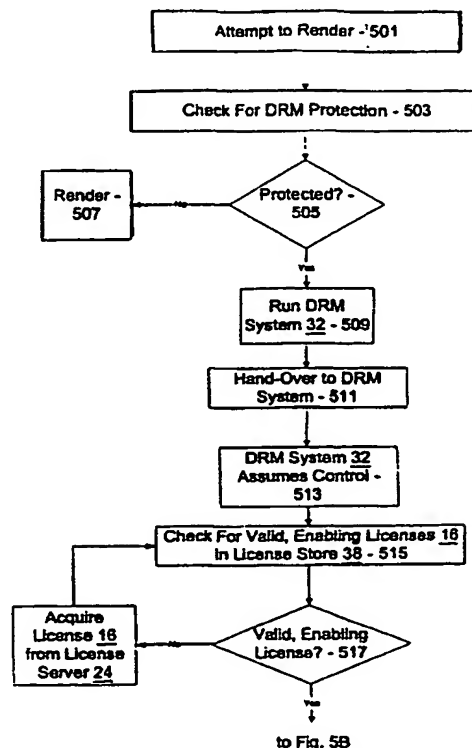 Attempt to Render - 501
Check For DRM Protection - 503
Protected? -
505
Render -
507
No
Yes
Run DRM
System 32 - 509
Hand-Over to DRM
System - 511
DRM System 32
Assumes Control -
513
Check For Valid, Enabling Licenses 16
In License Store 38 - 515
Valid, Enabling
License? - 517
Acquire
License 16
from License
Server 24
No
Yes
to Fig. 5B